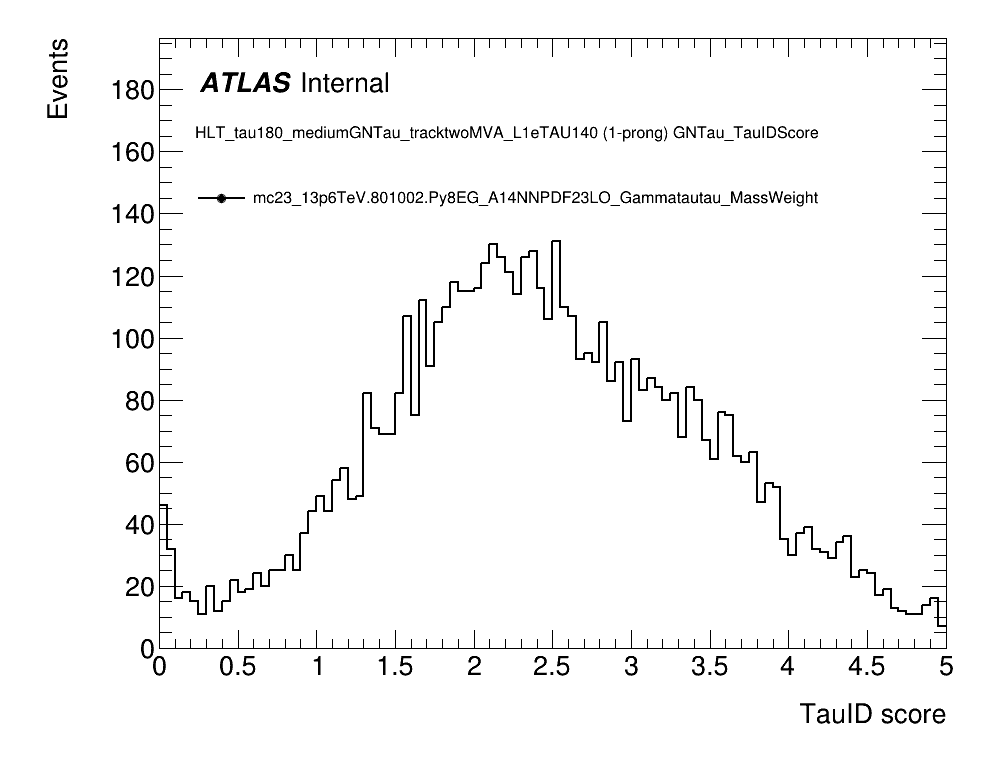 Events
ATLAS Internal
HLT_tau180_mediumGNTau_tracktwoMVA_L1eTAU140 (1-prong) GNTau_TauIDScore
mc23_13p6TeV.801002.Py8EG_A14NNPDF23LO_Gammatautau_MassWeight
180
160
140
120
100
80
60
40
20
0
0 0.5 1 1.5 2 2.5 3 3.5 4 4.5 5
TauID score